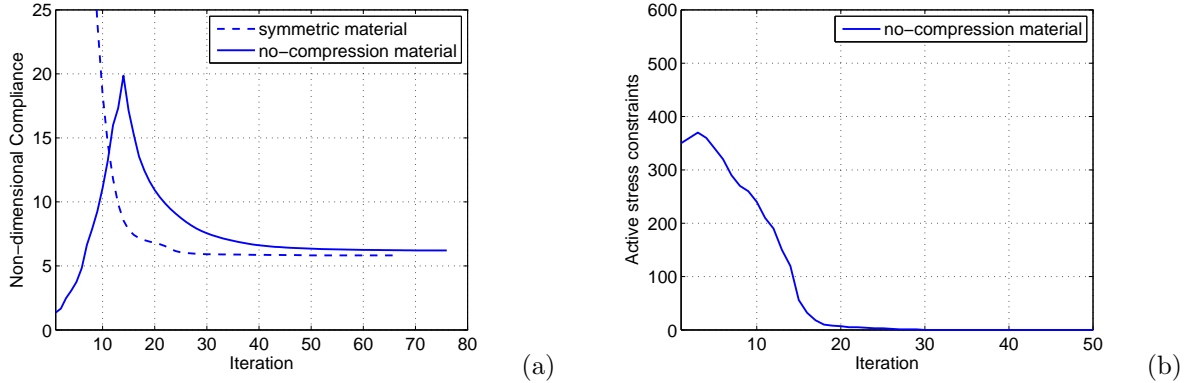 25
20
15
10
5
0
Non−dimensional Compliance
symmetric material
no−compression material
10 20 30 40 50 60 70 80
Iteration
(a)
600
500
400
300
200
100
0
Active stress constraints
no−compression material
10 20 30 40 50
Iteration
(b)